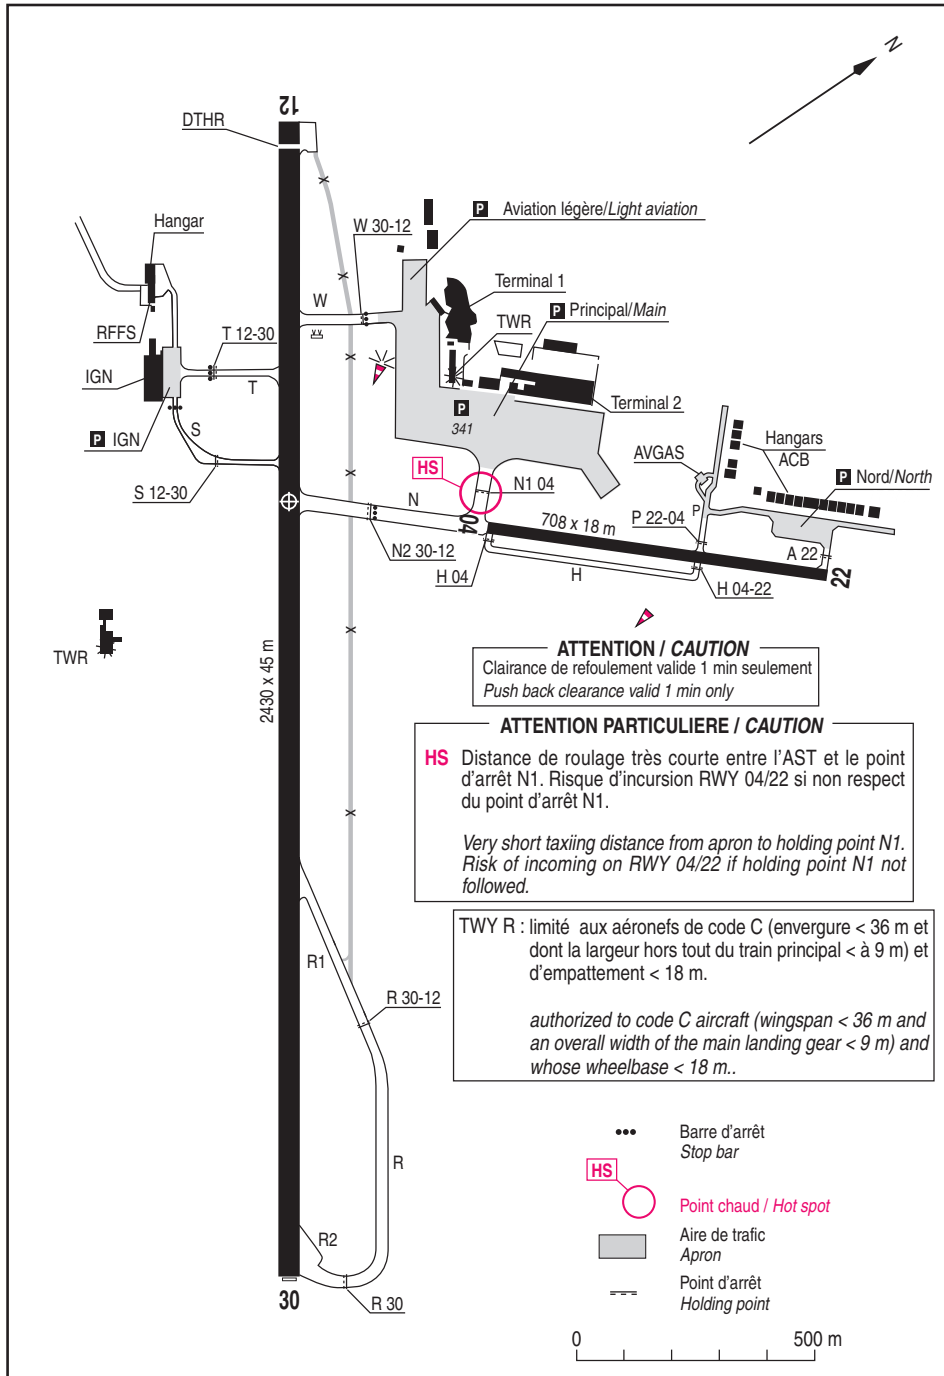 N
12
DTHR
P Aviation légère/Light aviation
W 30-12
Hangar
W
Terminal 1
P Principal/Main
RFFS
T 12-30
TWR
IGN
T
Terminal 2
P
341
S
P IGN
HS
AVGAS
Hangars
ACB
P Nord/North
S 12-30
N
N1 04
P
04
708 x 18 m
P 22-04
N2 30-12
A 22
H 04
H
H 04-22
22
TWR
2430 x 45 m
ATTENTION / CAUTION
Clairance de refoulement valide 1 min seulement
Push back clearance valid 1 min only
ATTENTION PARTICULIERE / CAUTION
HS Distance de roulage très courte entre l'AST et le point
d'arrêt N1. Risque d'incursion RWY 04/22 si non respect
du point d'arrêt N1.
Very short taxiing distance from apron to holding point N1.
Risk of incoming on RWY 04/22 if holding point N1 not
followed.
TWY R : limité aux aéronefs de code C (envergure < 36 m et
dont la largeur hors tout du train principal < à 9 m) et
d'empattement < 18 m.
authorized to code C aircraft (wingspan < 36 m and
an overall width of the main landing gear < 9 m) and
whose wheelbase < 18 m..
R1
R 30-12
R
R2
R 30
30
Barre d'arrêt
Stop bar
HS
Point chaud / Hot spot
Aire de trafic
Apron
Point d'arrêt
Holding point
0 500 m